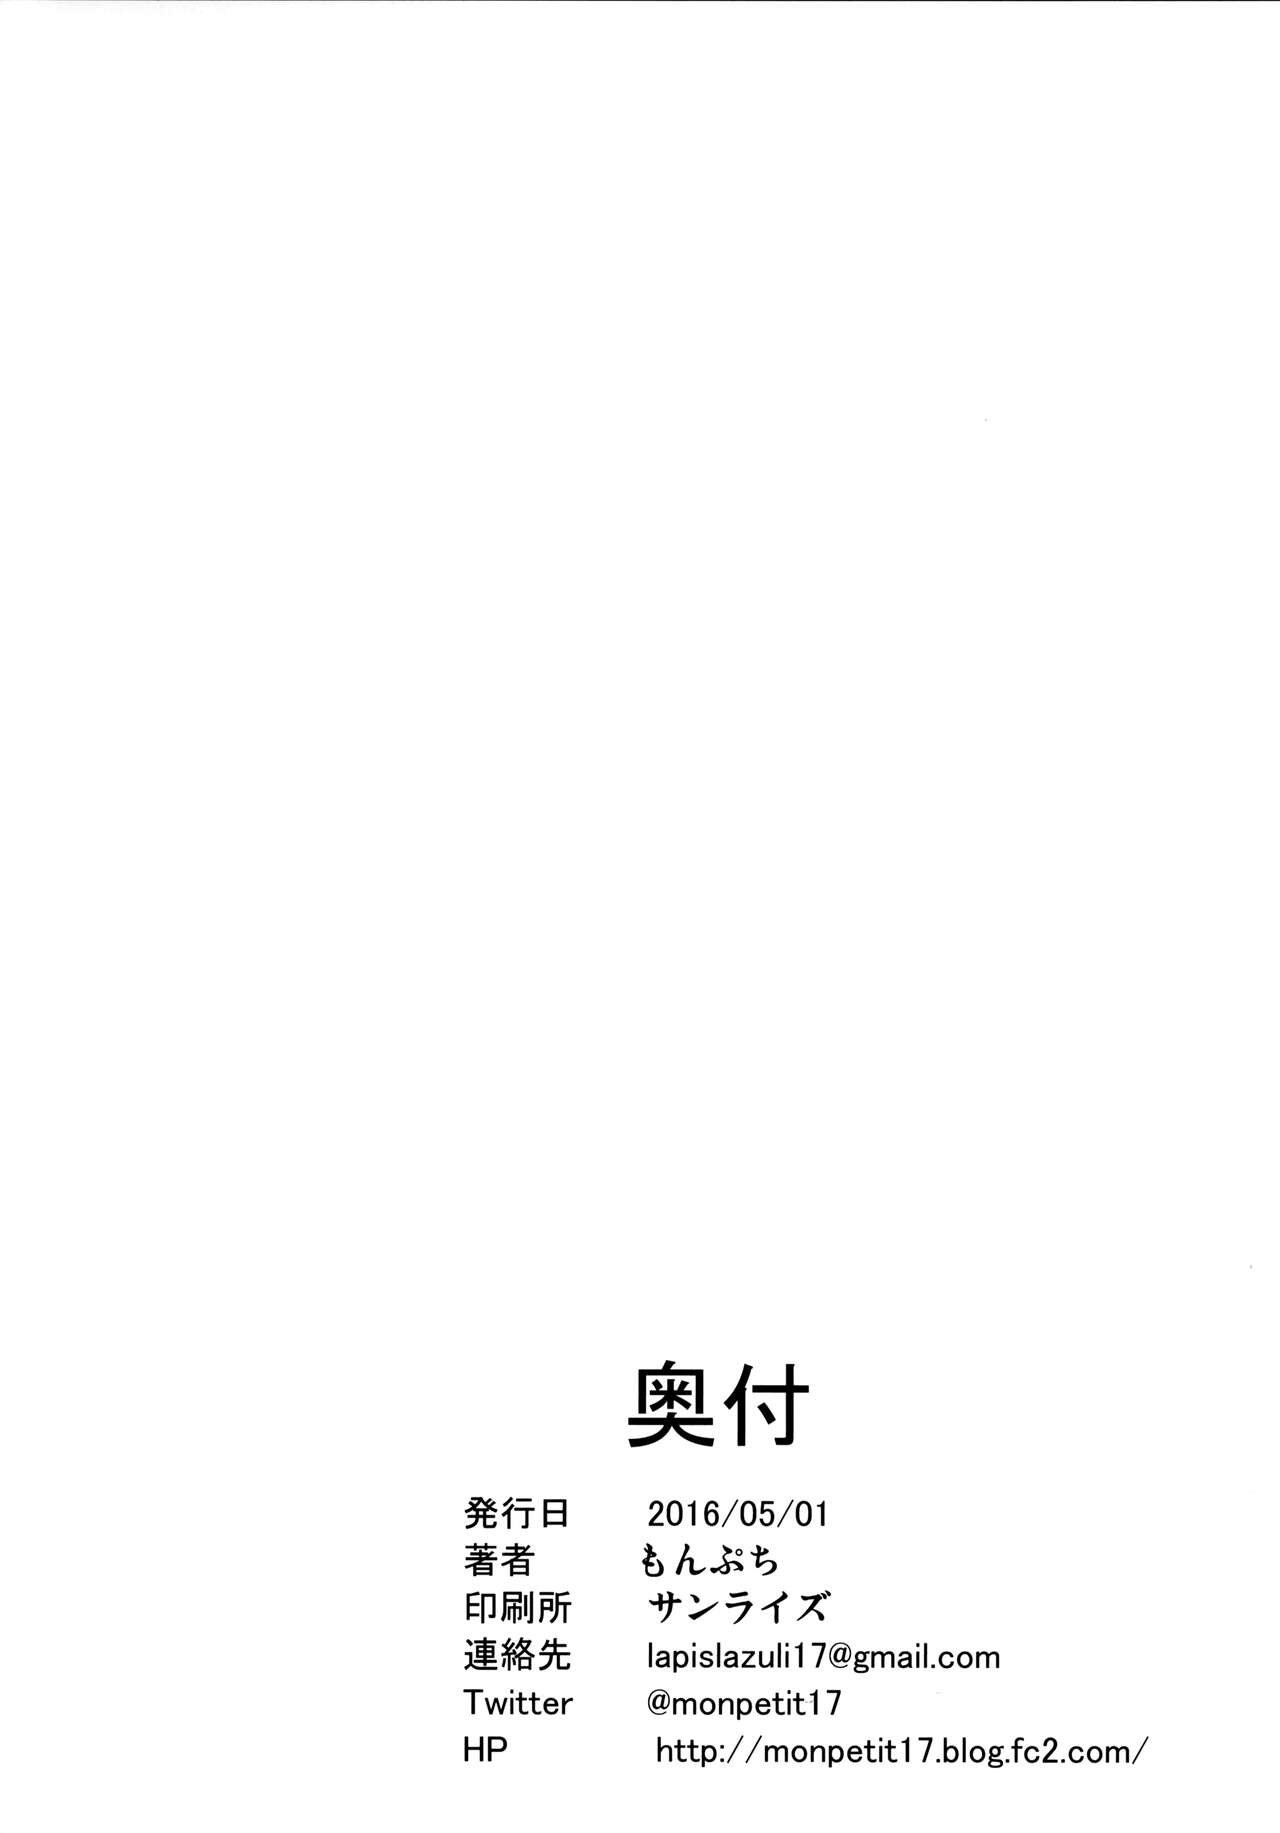 奥付
発行日 2016/05/01
著者 もんぷち
印刷所 サンライズ
連絡先 lapislazuli17@gmail.com
Twitter @monpetit17
HP http://monpetit17.blog.fc2.com/